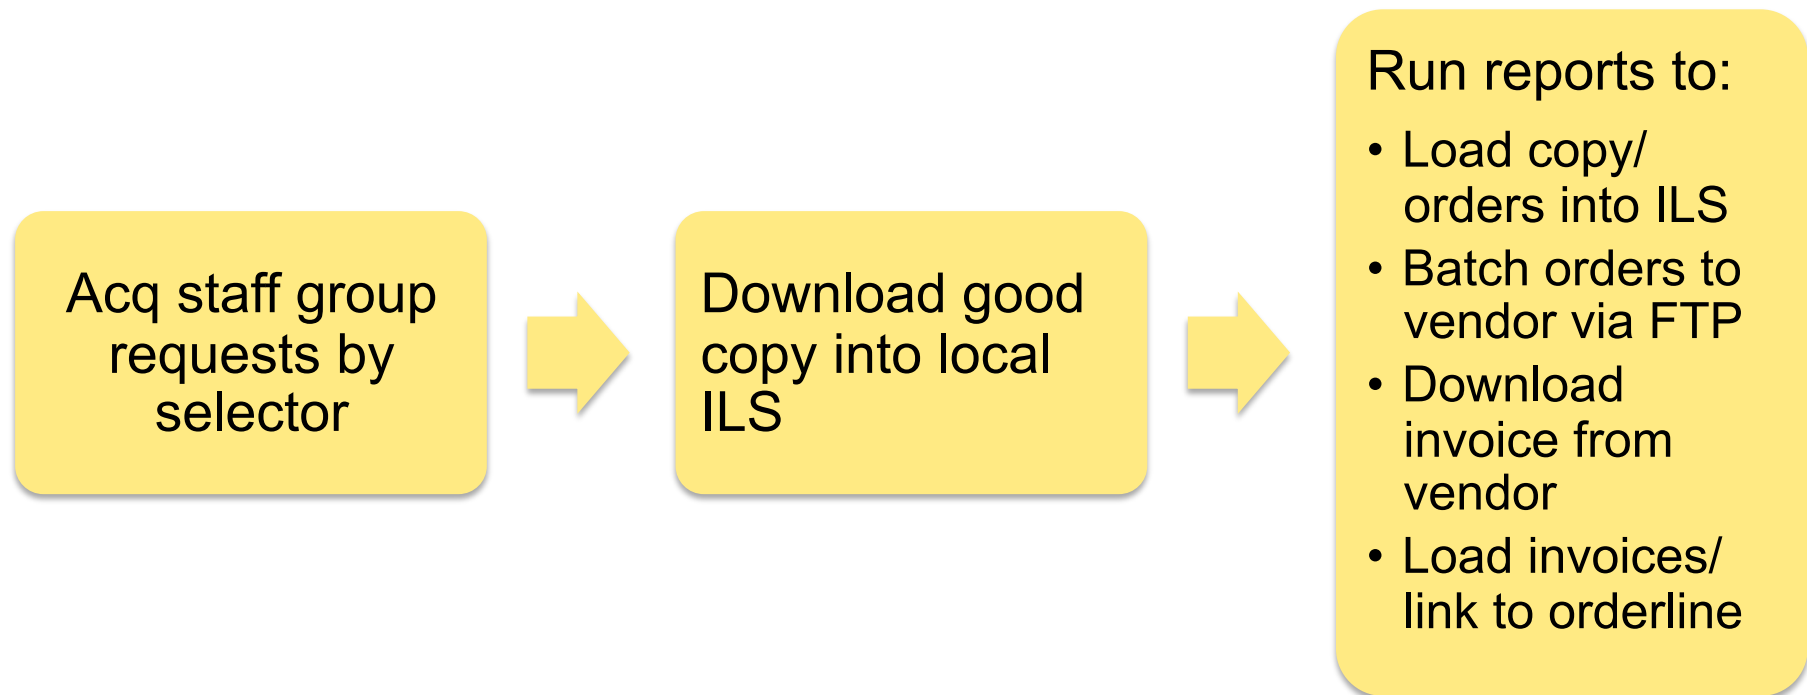 Acq staff group
requests by
selector
Download good
copy into local
ILS
Run reports to:
• Load copy/
orders into ILS
• Batch orders to
vendor via FTP
• Download
invoice from
vendor
• Load invoices/
link to orderline